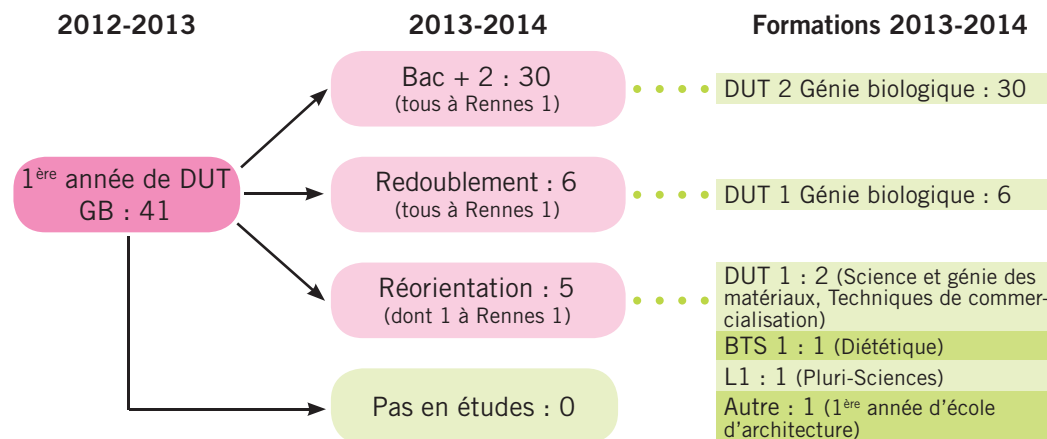 2012-2013
2013-2014
Formations 2013-2014
1ère année de DUT
GB : 41
Bac + 2 : 30
(tous à Rennes 1)
DUT 2 Génie biologique : 30
Redoublement : 6
(tous à Rennes 1)
DUT 1 Génie biologique : 6
Réorientation : 5
(dont 1 à Rennes 1)
DUT 1 : 2 (Science et génie des
matériaux, Techniques de commer-
cialisation)
BTS 1 : 1 (Diététique)
L1 : 1 (Pluri-Sciences)
Autre : 1 (1ère année d'école
d'architecture)
Pas en études : 0